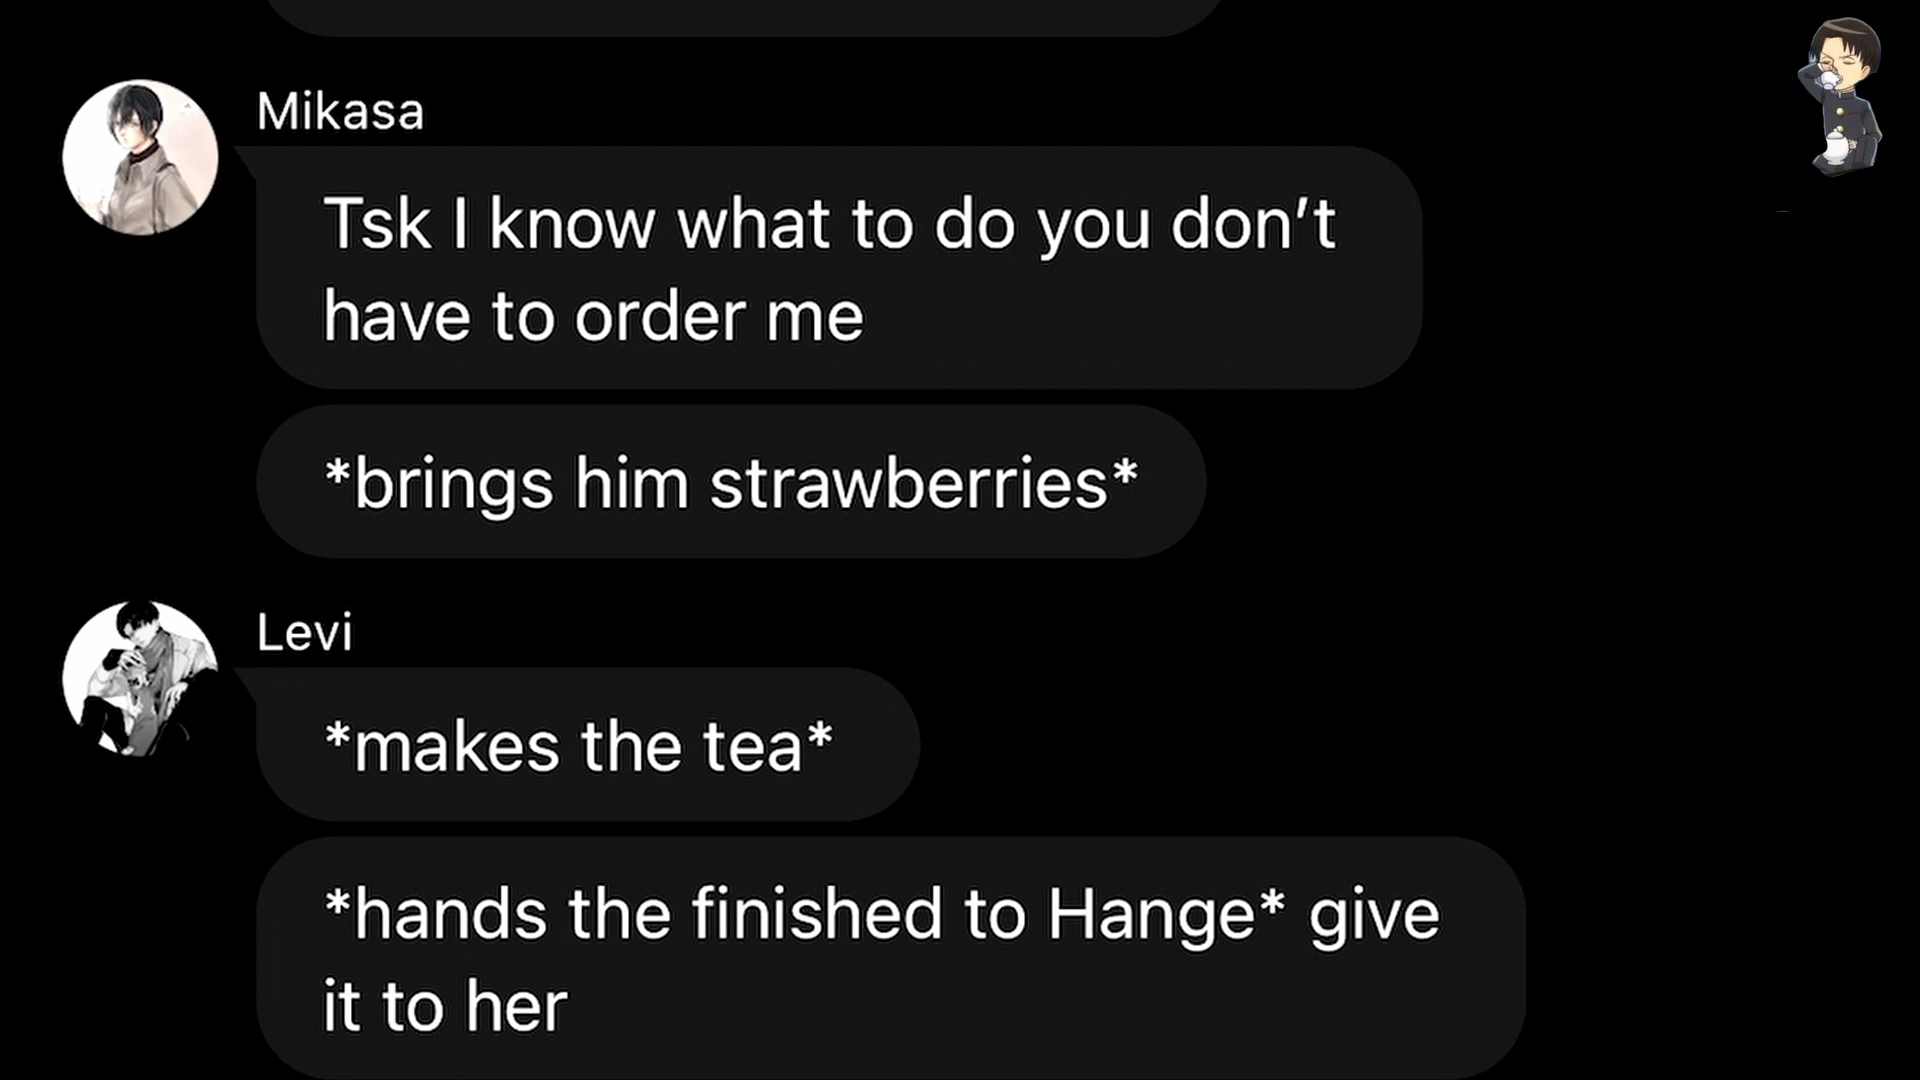 Mikasa
Tsk I know what to do you don’t
have to order me
*brings him strawberries*
Levi
*makes the tea*
*hands the finished to Hange* give
it to her